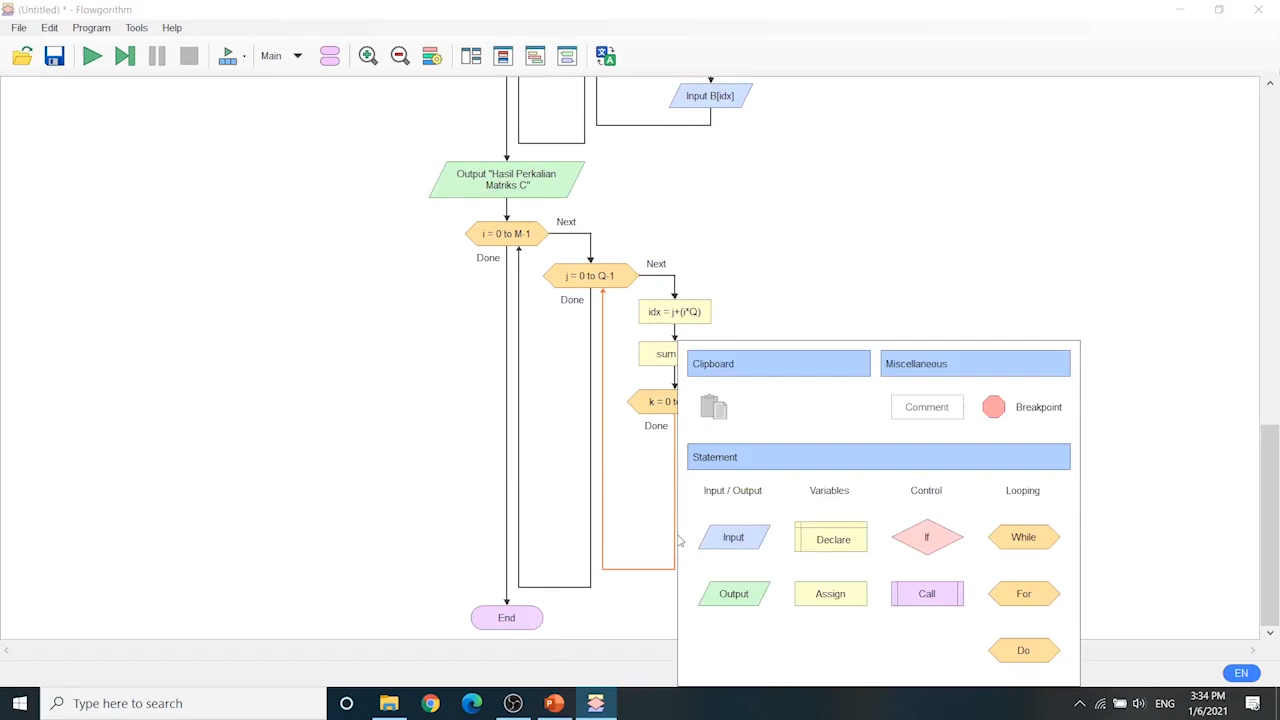 (Untitled) * - Flowgorithm
File Edit Program Tools Help
Main
Input B[idx]
Output "Hasil Perkalian
Matriks C"
i = 0 to M-1
Next
Done
j = 0 to Q-1
Next
Done
idx = j+(i*Q)
sum
k = 0 to
Done
Clipboard
Miscellaneous
Comment
Breakpoint
Statement
Input / Output
Variables
Control
Looping
Input
Declare
If
While
Output
Assign
Call
For
Do
End
EN
Type here to search
ENG
3:34 PM
1/6/2021